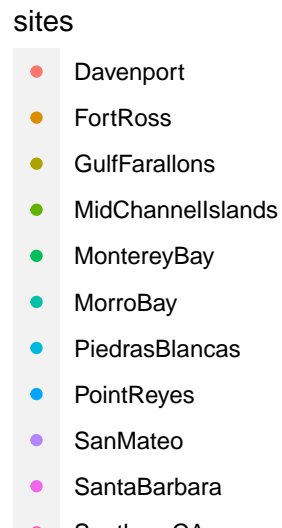 sites
Davenport
FortRoss
GulfFarallons
MidChannelIslands
MontereyBay
MorroBay
PiedrasBlancas
PointReyes
SanMateo
SantaBarbara